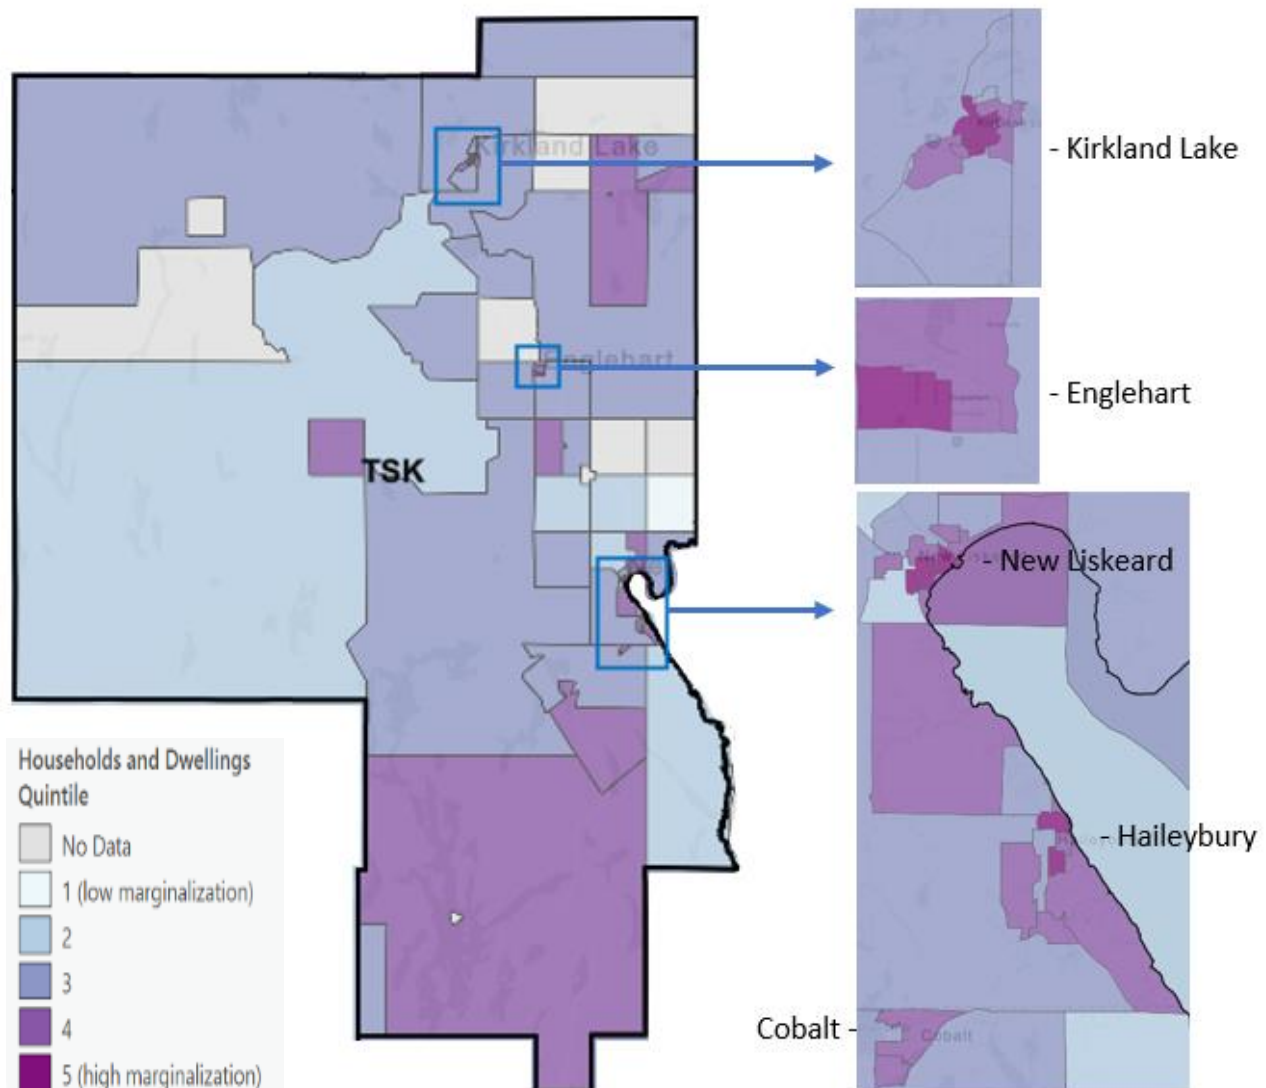 Kirkland Lake
- Kirkland Lake
Englehart
- Englehart
TSK
- New Liskeard
- Haileybury
Cobalt -
Cobalt
Households and Dwellings
Quintile
No Data
1 (low marginalization)
2
3
4
5 (high marginalization)